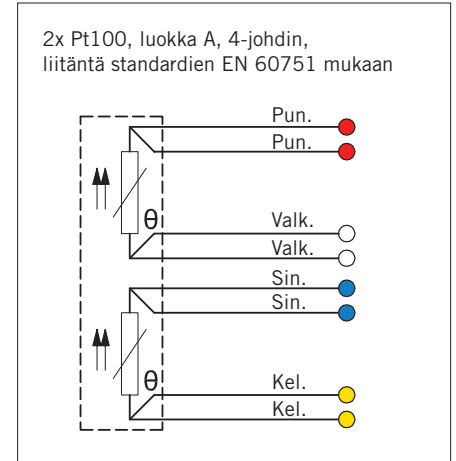 2x Pt100, luokka A, 4-johdin,
liitäntä standardien EN 60751 mukaan
Pun.
Pun.
θ
Valk.
Valk.
Sin.
Sin.
θ
Kel.
Kel.